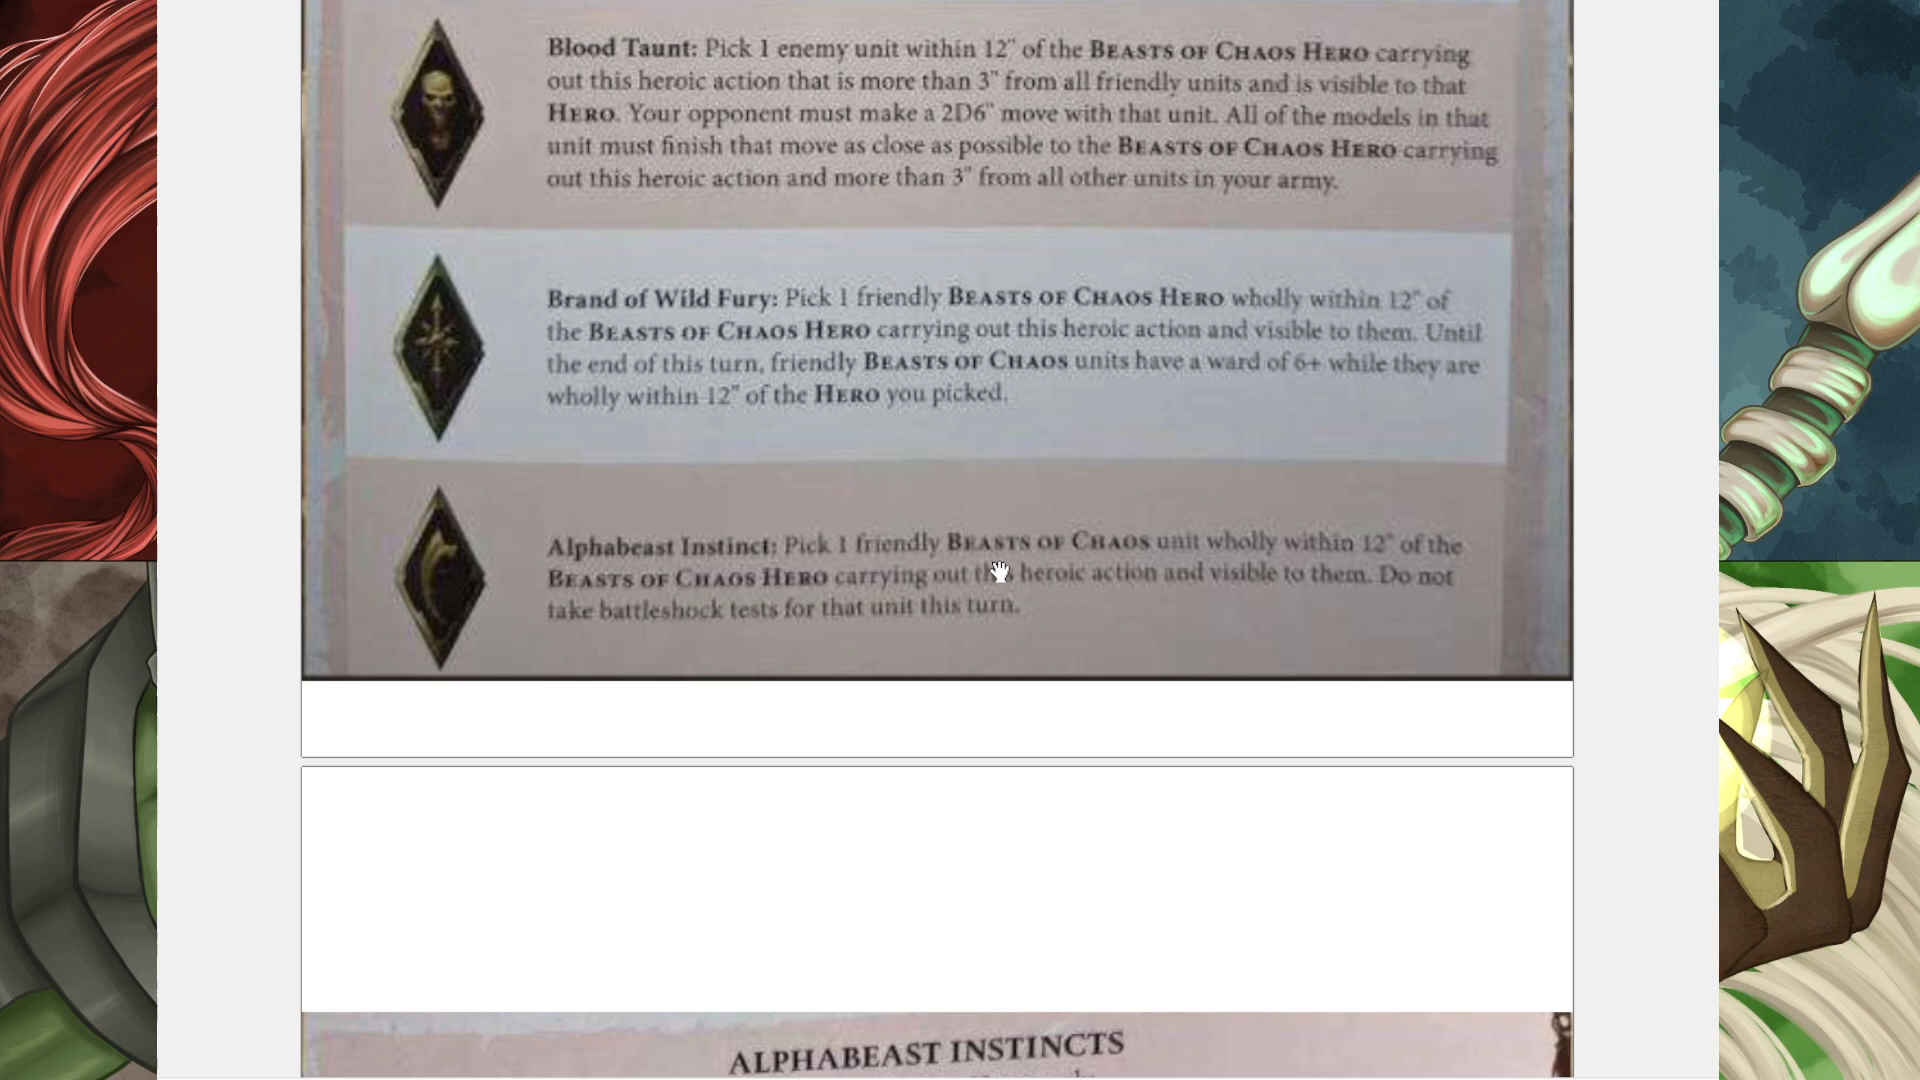 Blood Taunt: Pick 1 enemy unit within 12" of the BEASTS OF CHAOS HERO carrying
out this heroic action that is more than 3" from all friendly units and is visible to that
HERO. Your opponent must make a 2D6" move with that unit. All of the models in that
unit must finish that move as close as possible to the BEASTS OF CHAOS HERO carrying
out this heroic action and more than 3" from all other units in your army.
Brand of Wild Fury: Pick 1 friendly BEASTS OF CHAOS HERO wholly within 12" of
the BEASTS OF CHAOS HERO carrying out this heroic action and visible to them. Until
the end of this turn, friendly BEASTS OF CHAOS units have a ward of 6+ while they are
wholly within 12" of the HERO you picked.
Alphabeast Instinct: Pick 1 friendly BEASTS OF CHAOS unit wholly within 12" of the
BEASTS OF CHAOS HERO carrying out this heroic action and visible to them. Do not
take battleshock tests for that unit this turn.
ALPHABEAST INSTINCTS